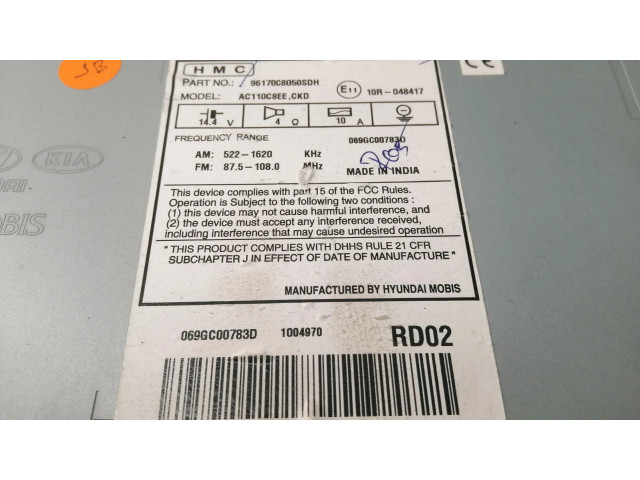 3B
HMC
PART NO.: 96170C8050SDH
MODEL: AC110C8EE,CKD
E11 10R-048417
CE
14.4 V 4 Ω 10 A
FREQUENCY RANGE
069GC00783D
AM: 522-1620 KHz
FM: 87.5-108.0 MHz
MADE IN INDIA
KIA
DAI
OBIS
This device complies with part 15 of the FCC Rules.
Operation is Subject to the following two conditions :
(1) this device may not cause harmful interference, and
(2) the device must accept any interference received,
including interference that may cause undesired operation
"THIS PRODUCT COMPLIES WITH DHHS RULE 21 CFR
SUBCHAPTER J IN EFFECT OF DATE OF MANUFACTURE"
MANUFACTURED BY HYUNDAI MOBIS
069GC00783D 1004970 RD02